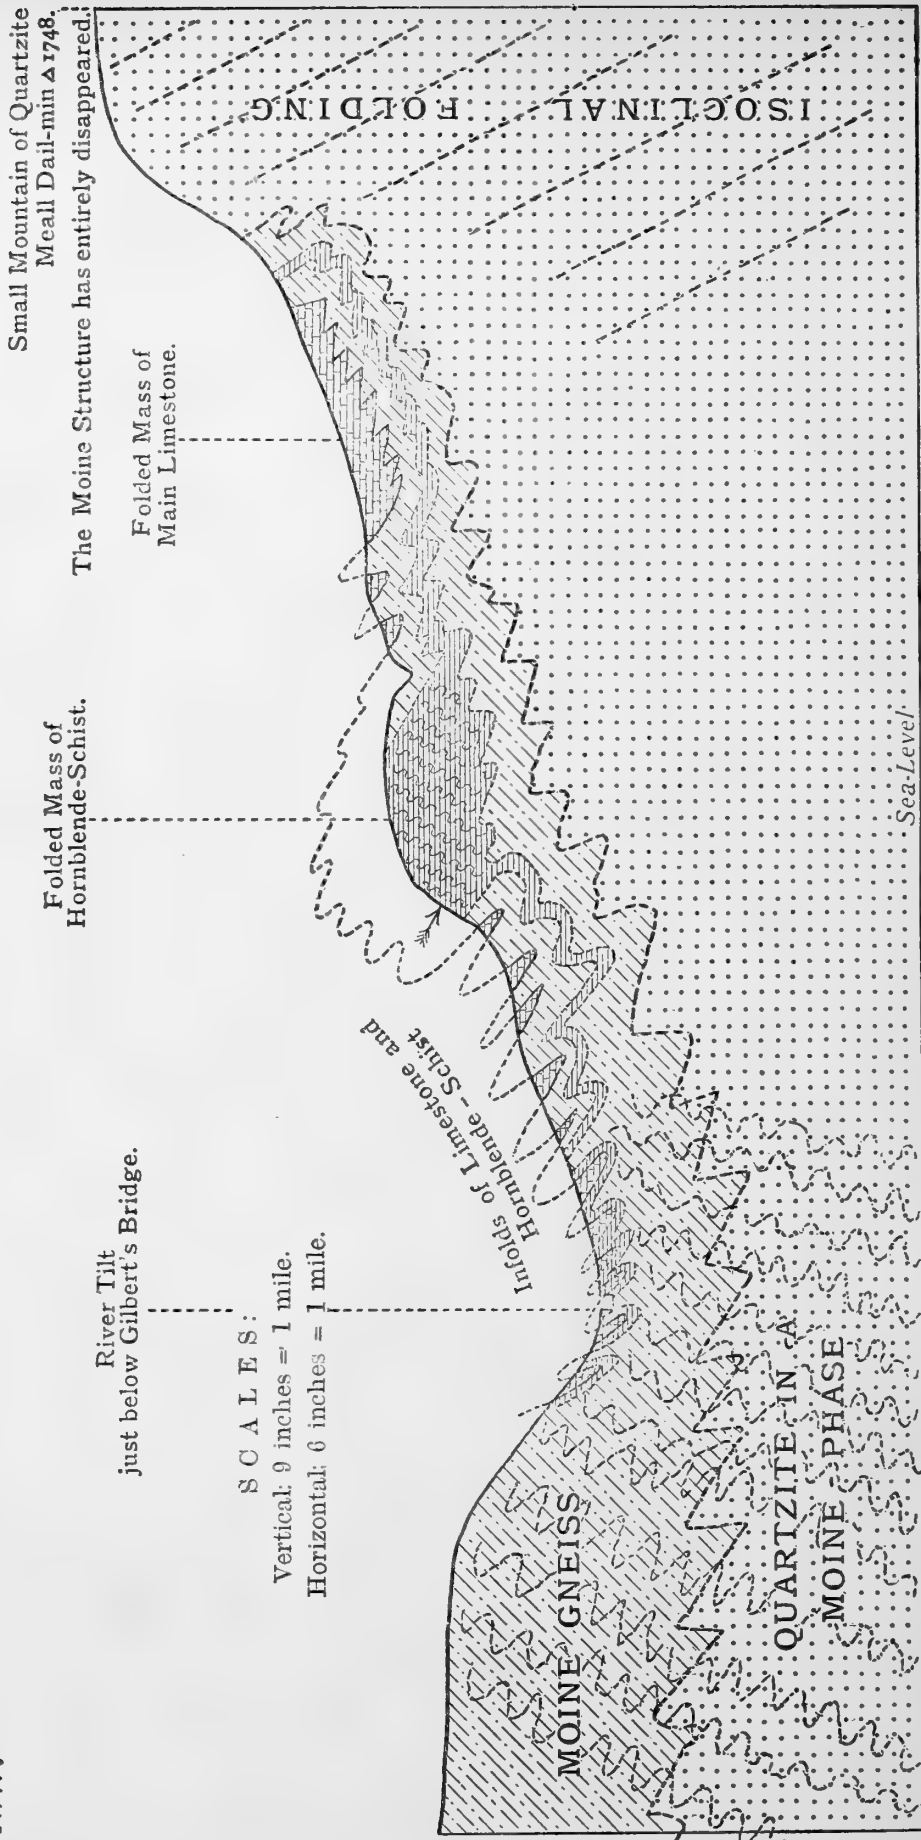 Small Mountain of Quartzite
Meall Dail-min △1748.
The Moine Structure has entirely disappeared.
Folded Mass of
Main Limestone.
Folded Mass of
Hornblende-Schist.
River Tilt
just below Gilbert's Bridge.
SCALES:
Vertical: 9 inches = 1 mile.
Horizontal: 6 inches = 1 mile.
Infolds of Limestone and
Hornblende - Schist
ISOCLINAL FOLDING
MOINE GNEISS
QUARTZITE IN A
MOINE PHASE
Sea-Level